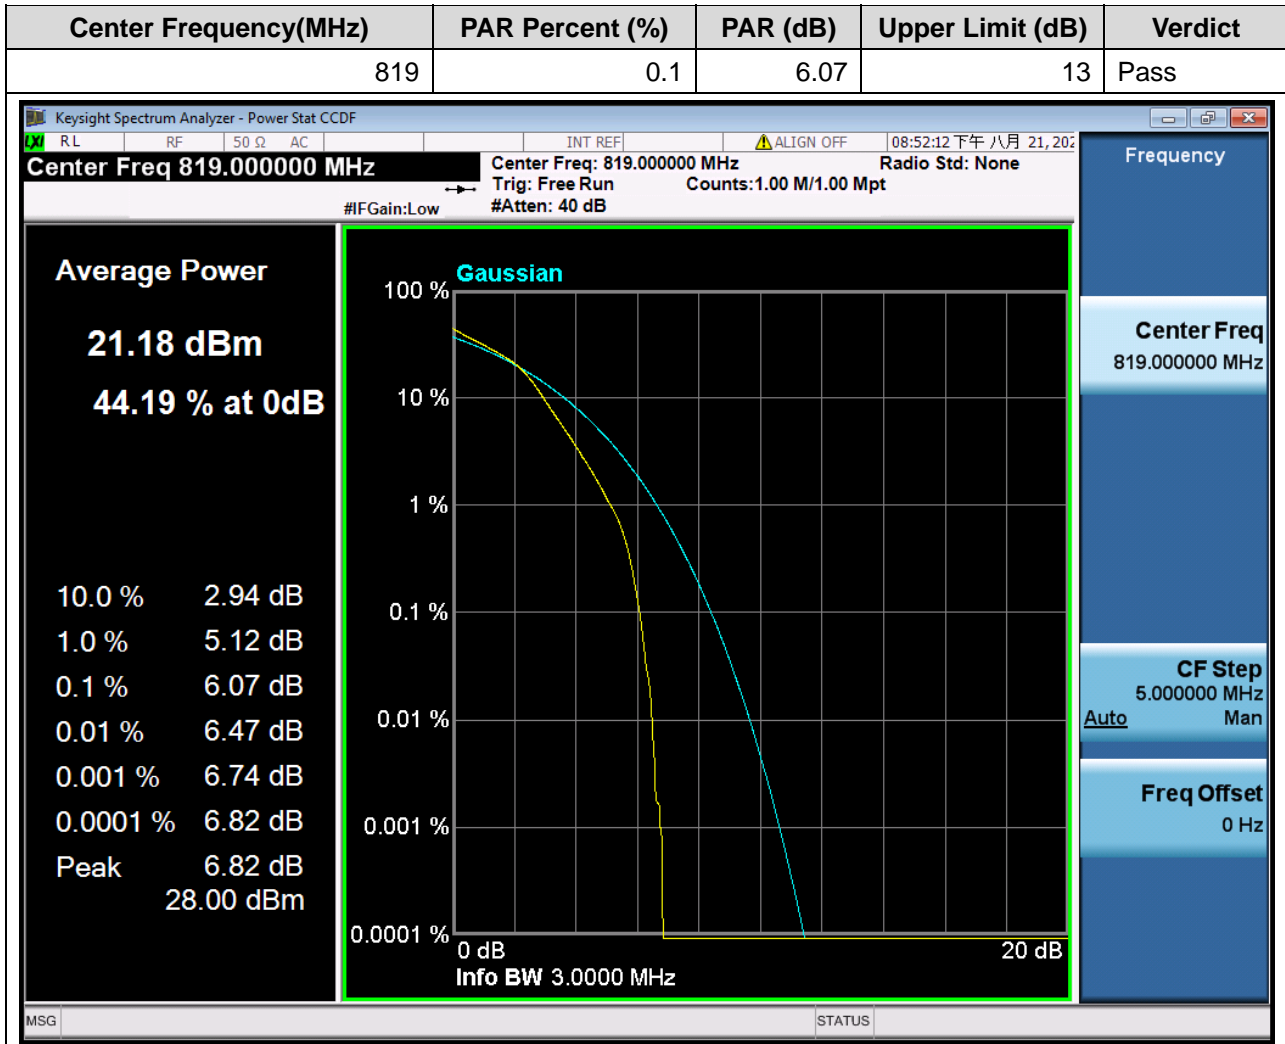 Center Frequency(MHz) PAR Percent (%) PAR (dB) Upper Limit (dB) Verdict
819 0.1 6.07 13 Pass
Keysight Spectrum Analyzer - Power Stat CCDF
LXI RL RF 50 Ω AC INT REF ALIGN OFF 08:52:12 下午 八月 21, 202
Center Freq 819.000000 MHz
Center Freq: 819.000000 MHz Radio Std: None
Trig: Free Run Counts:1.00 M/1.00 Mpt
#IFGain:Low #Atten: 40 dB
Frequency
Average Power
21.18 dBm
44.19 % at 0dB
10.0 % 2.94 dB
1.0 % 5.12 dB
0.1 % 6.07 dB
0.01 % 6.47 dB
0.001 % 6.74 dB
0.0001 % 6.82 dB
Peak 6.82 dB
28.00 dBm
Gaussian
100 %
10 %
1 %
0.1 %
0.01 %
0.001 %
0.0001 %
0 dB 20 dB
Info BW 3.0000 MHz
Center Freq
819.000000 MHz
CF Step
5.000000 MHz
Auto Man
Freq Offset
0 Hz
MSG STATUS